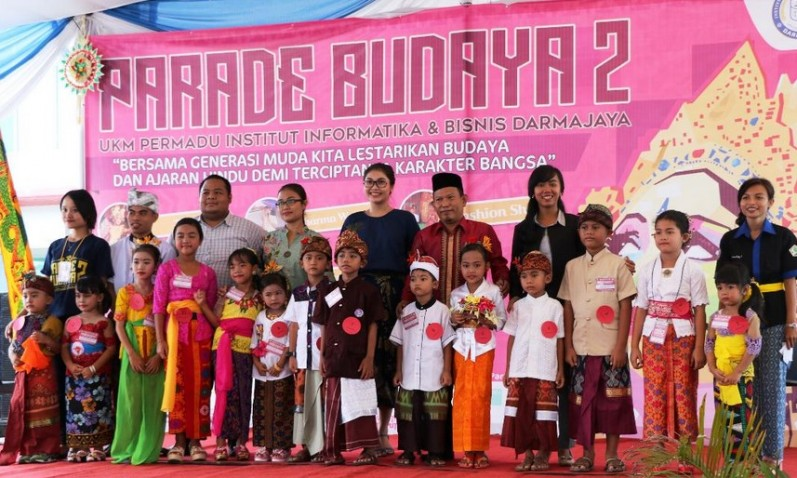 PARADE BUDAYA 2
UKM PERMADU INSTITUT INFORMATIKA & BISNIS DARMAJAYA
"BERSAMA GENERASI MUDA KITA LESTARIKAN BUDAYA
DAN AJARAN HINDU DEMI TERCIPTANYA KARAKTER BANGSA"